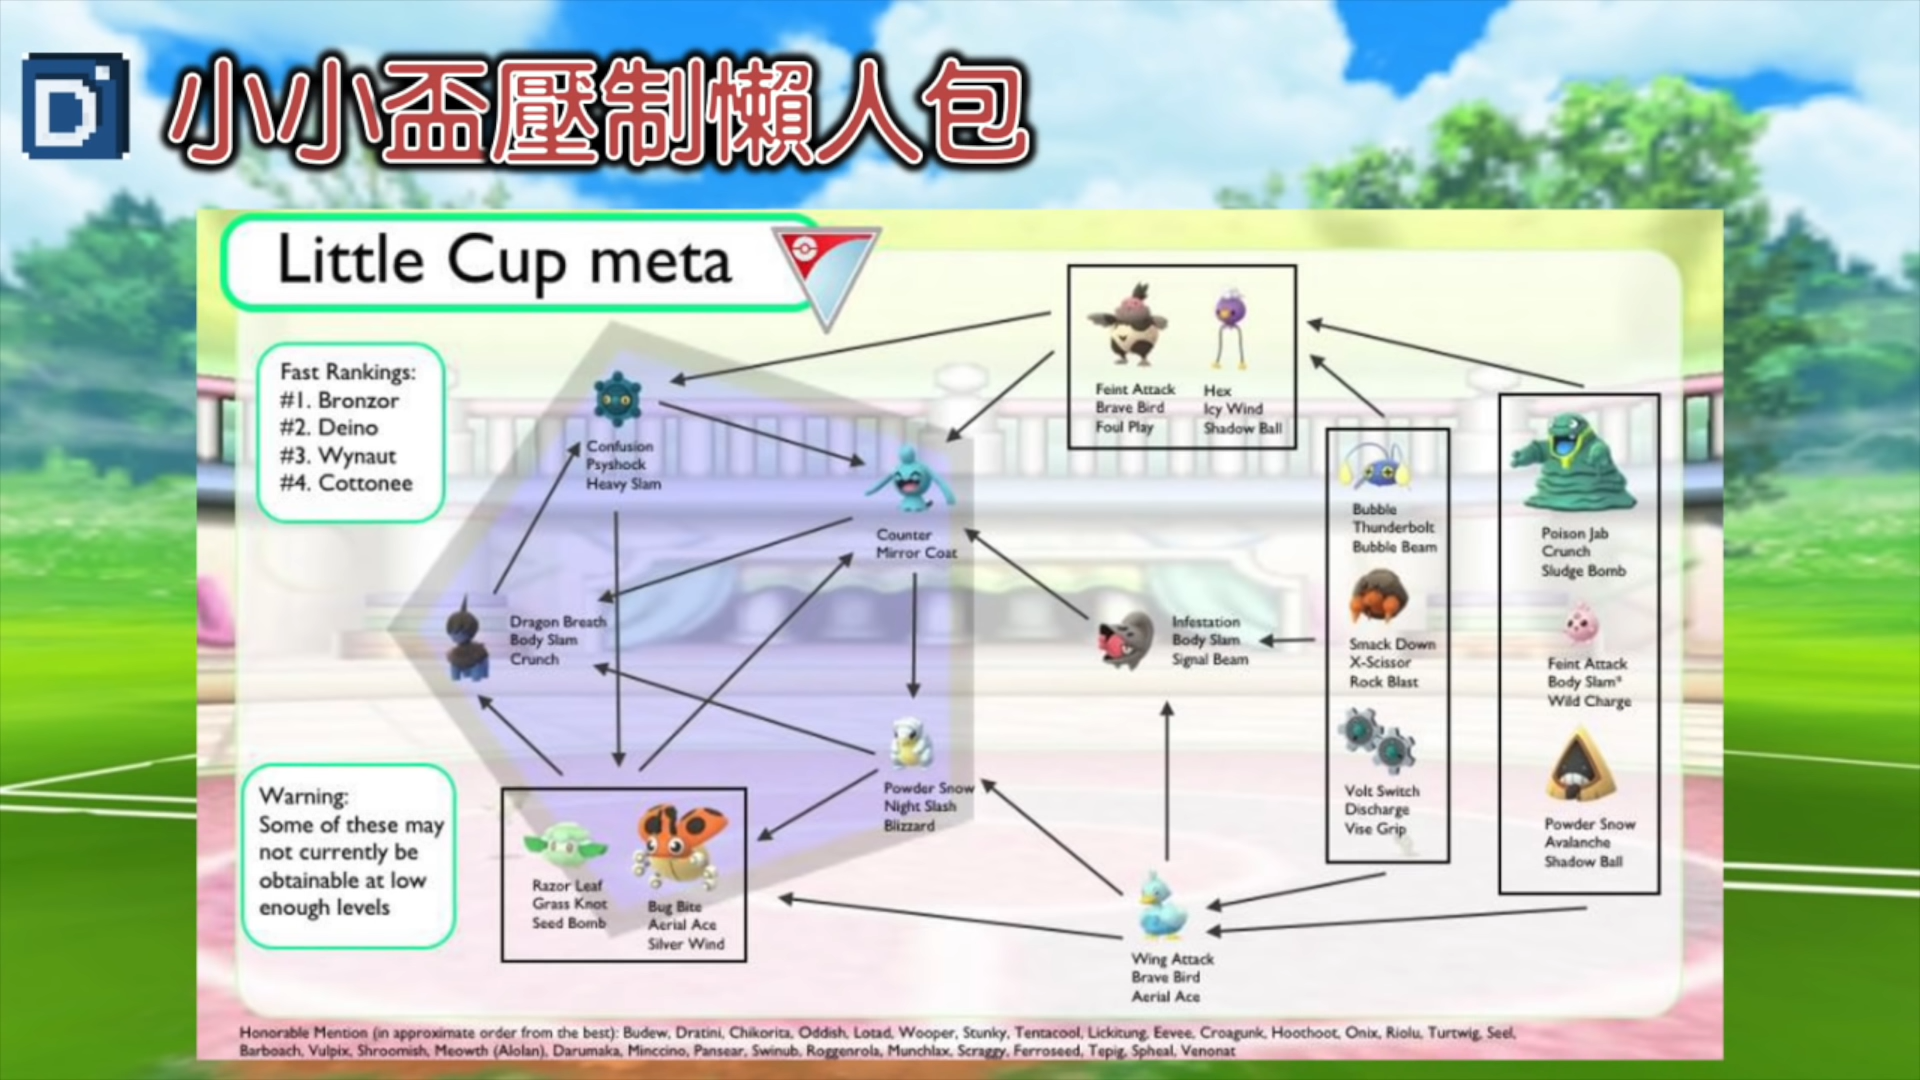 D
小小盃壓制懶人包
Little Cup meta
Fast Rankings:
#1. Bronzor
#2. Deino
#3. Wynaut
#4. Cottonee
Feint Attack
Brave Bird
Foul Play
Hex
Icy Wind
Shadow Ball
Confusion
Psyshock
Heavy Slam
Counter
Mirror Coat
Bubble
Thunderbolt
Bubble Beam
Poison Jab
Crunch
Sludge Bomb
Dragon Breath
Body Slam
Crunch
Infestation
Body Slam
Signal Beam
Smack Down
X-Scissor
Rock Blast
Feint Attack
Body Slam*
Wild Charge
Powder Snow
Night Slash
Blizzard
Volt Switch
Discharge
Vise Grip
Powder Snow
Avalanche
Shadow Ball
Warning:
Some of these may
not currently be
obtainable at low
enough levels
Razor Leaf
Grass Knot
Seed Bomb
Bug Bite
Aerial Ace
Silver Wind
Wing Attack
Brave Bird
Aerial Ace
Honorable Mention (in approximate order from the best): Budew, Dratini, Chikorita, Oddish, Lotad, Wooper, Stunky, Tentacool, Lickitung, Eevee, Croagunk, Hoothoot, Onix, Riolu, Turtwig, Seel,
Barboach, Vulpix, Shroomish, Meowth (Alolan), Darumaka, Minccino, Pansear, Swinub, Roggenrola, Munchlax, Scraggy, Ferroseed, Tepig, Spheal, Venonat